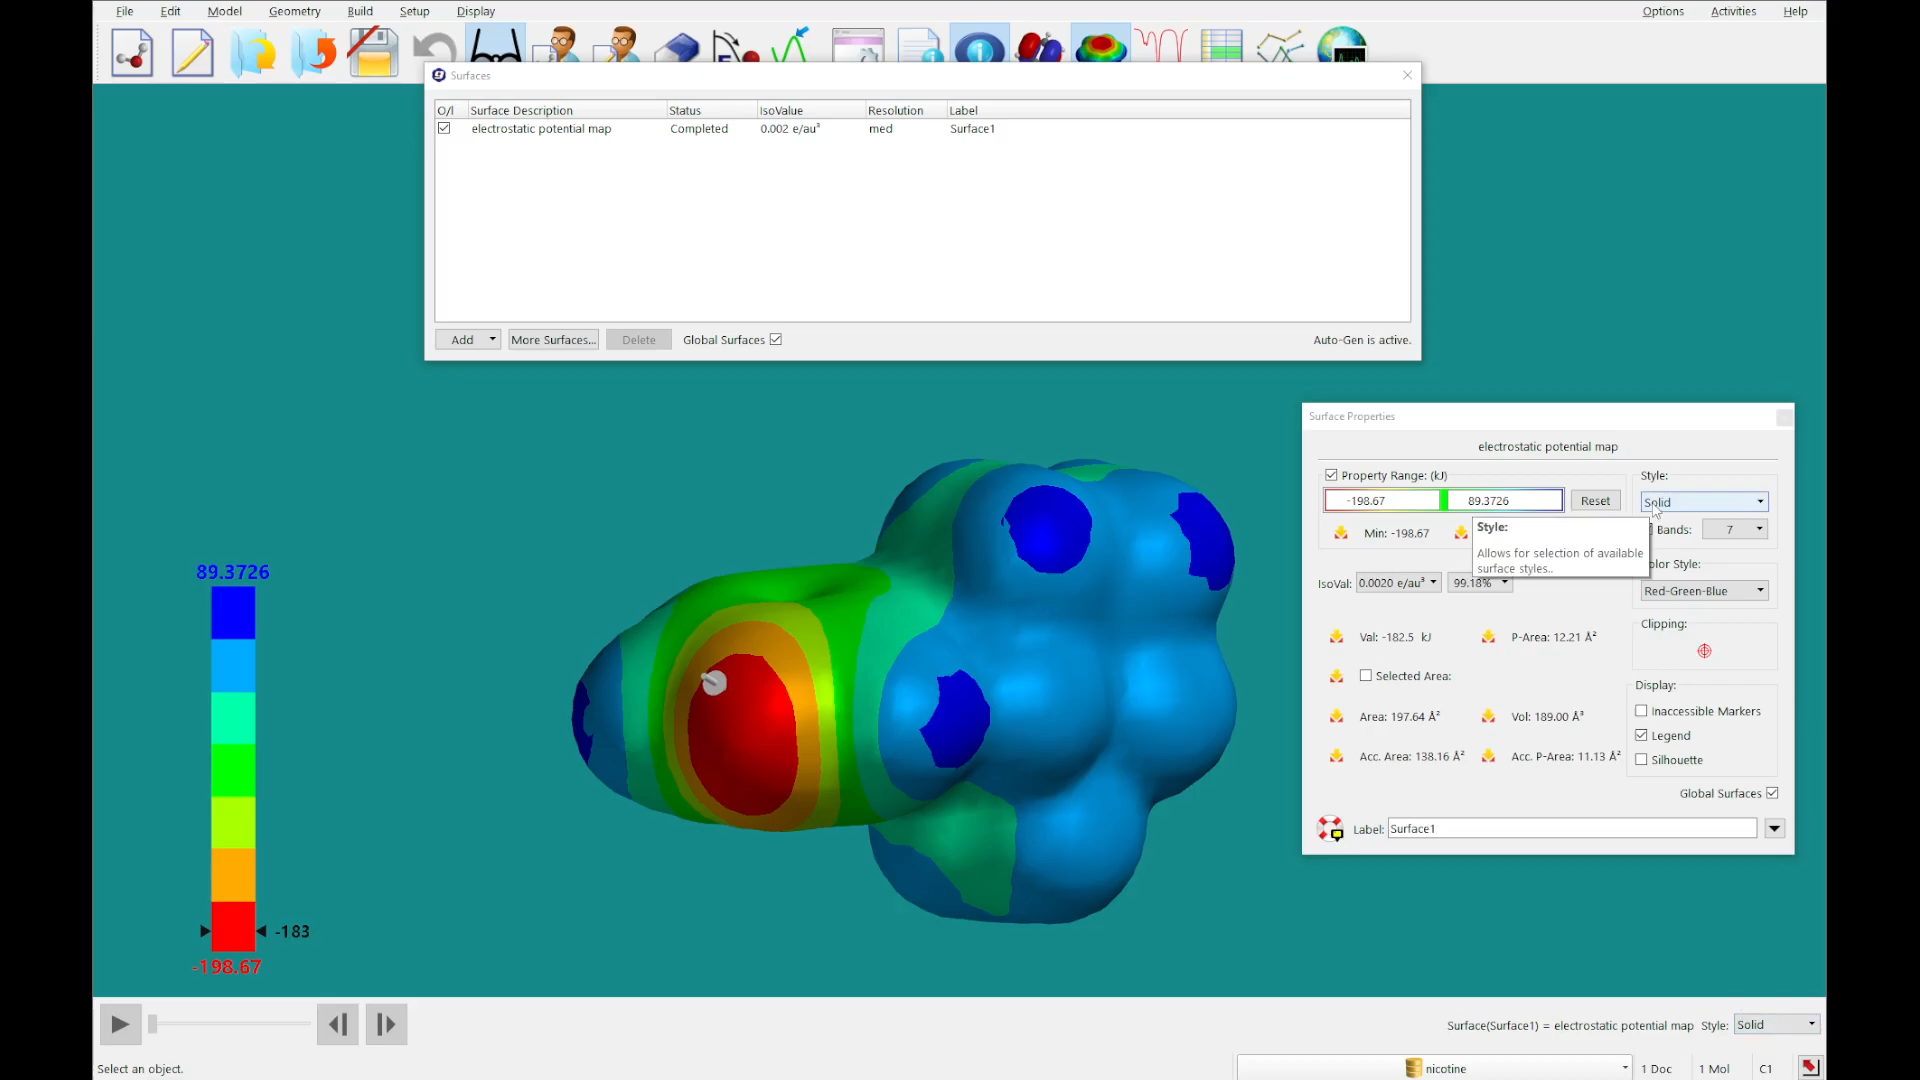 File Edit Model Geometry Build Setup Display Options Activities Help
Surfaces
O/I Surface Description Status IsoValue Resolution Label
electrostatic potential map Completed 0.002 e/au³ med Surface1
Add More Surfaces... Delete Global Surfaces Auto-Gen is active.
Surface Properties
electrostatic potential map
Property Range: (kJ) Style:
-198.67 89.3726 Reset Solid
Min: -198.67 Bands: 7
Style:
Allows for selection of available
surface styles..
olor Style:
IsoVal: 0.0020 e/au³ 99.18% Red-Green-Blue
Clipping:
Val: -182.5 kJ P-Area: 12.21 Å²
Selected Area:
Display:
Inaccessible Markers
Area: 197.64 Å² Vol: 189.00 Å³
Legend
Acc. Area: 138.16 Å² Acc. P-Area: 11.13 Å²
Silhouette
Global Surfaces
Label: Surface1
89.3726
-183
-198.67
Surface(Surface1) = electrostatic potential map Style: Solid
Select an object. nicotine 1 Doc 1 Mol C1